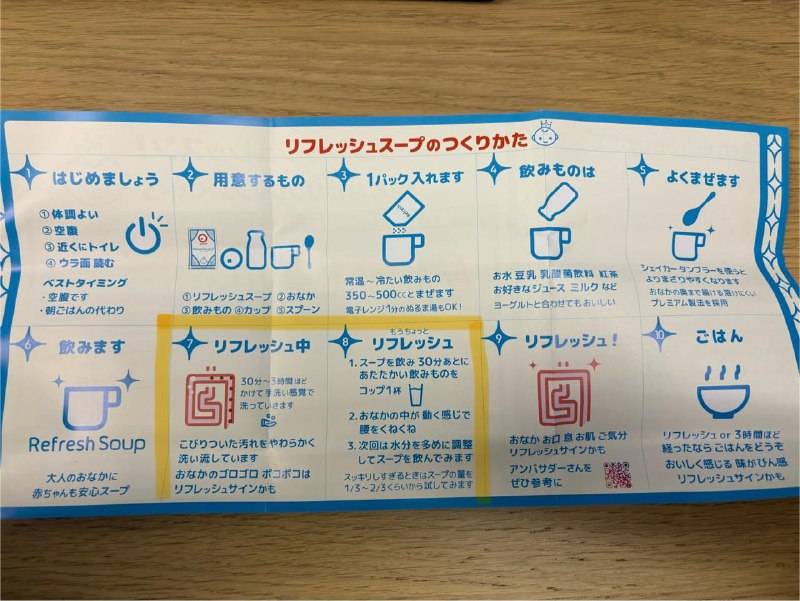 リフレッシュスープのつくりかた
1
はじめましょう
①体調よい
②空腹
③近くにトイレ
④ウラ面 読む
ベストタイミング
・空腹です
・朝ごはんの代わり
2
用意するもの
①リフレッシュスープ ②おなか
③飲みもの ④カップ ⑤スプーン
3
1パック入れます
常温～冷たい飲みもの
350～500ccとまぜます
電子レンジ1分のぬるま湯もOK!
4
飲みものは
お水 豆乳 乳酸菌飲料 紅茶
お好きなジュース ミルク など
ヨーグルトと合わせてもおいしい
5
よくまぜます
シェイカー タンブラーを使うと
よりまざりやすくなります
おなかの奥まで届ける溶けにくい
プレミアム製法を採用
6
飲みます
Refresh Soup
大人のおなかに
赤ちゃんも安心スープ
7
リフレッシュ中
30分～3時間ほど
かけて手洗い感覚で
洗っていきます
こびりついた汚れをやわらかく
洗い流しています
おなかのゴロゴロ ポコポコは
リフレッシュサインかも
8
もうちょっと
リフレッシュ
1. スープを飲み 30分あとに
あたたかい飲みものを
コップ1杯
2. おなかの中が 動く感じで
腰をくねくね
3. 次回は水分を多めに調整
してスープを飲んでみます
スッキリしすぎるときはスープの量を
1/3～2/3くらいから試してみます
9
リフレッシュ!
おなか お口 息 お肌 ご気分
リフレッシュサインかも
アンバサダーさんを
ぜひ参考に
10
ごはん
リフレッシュ or 3時間ほど
経ったなら ごはんをどうぞ
おいしく感じる 味がびん感
リフレッシュサインかも